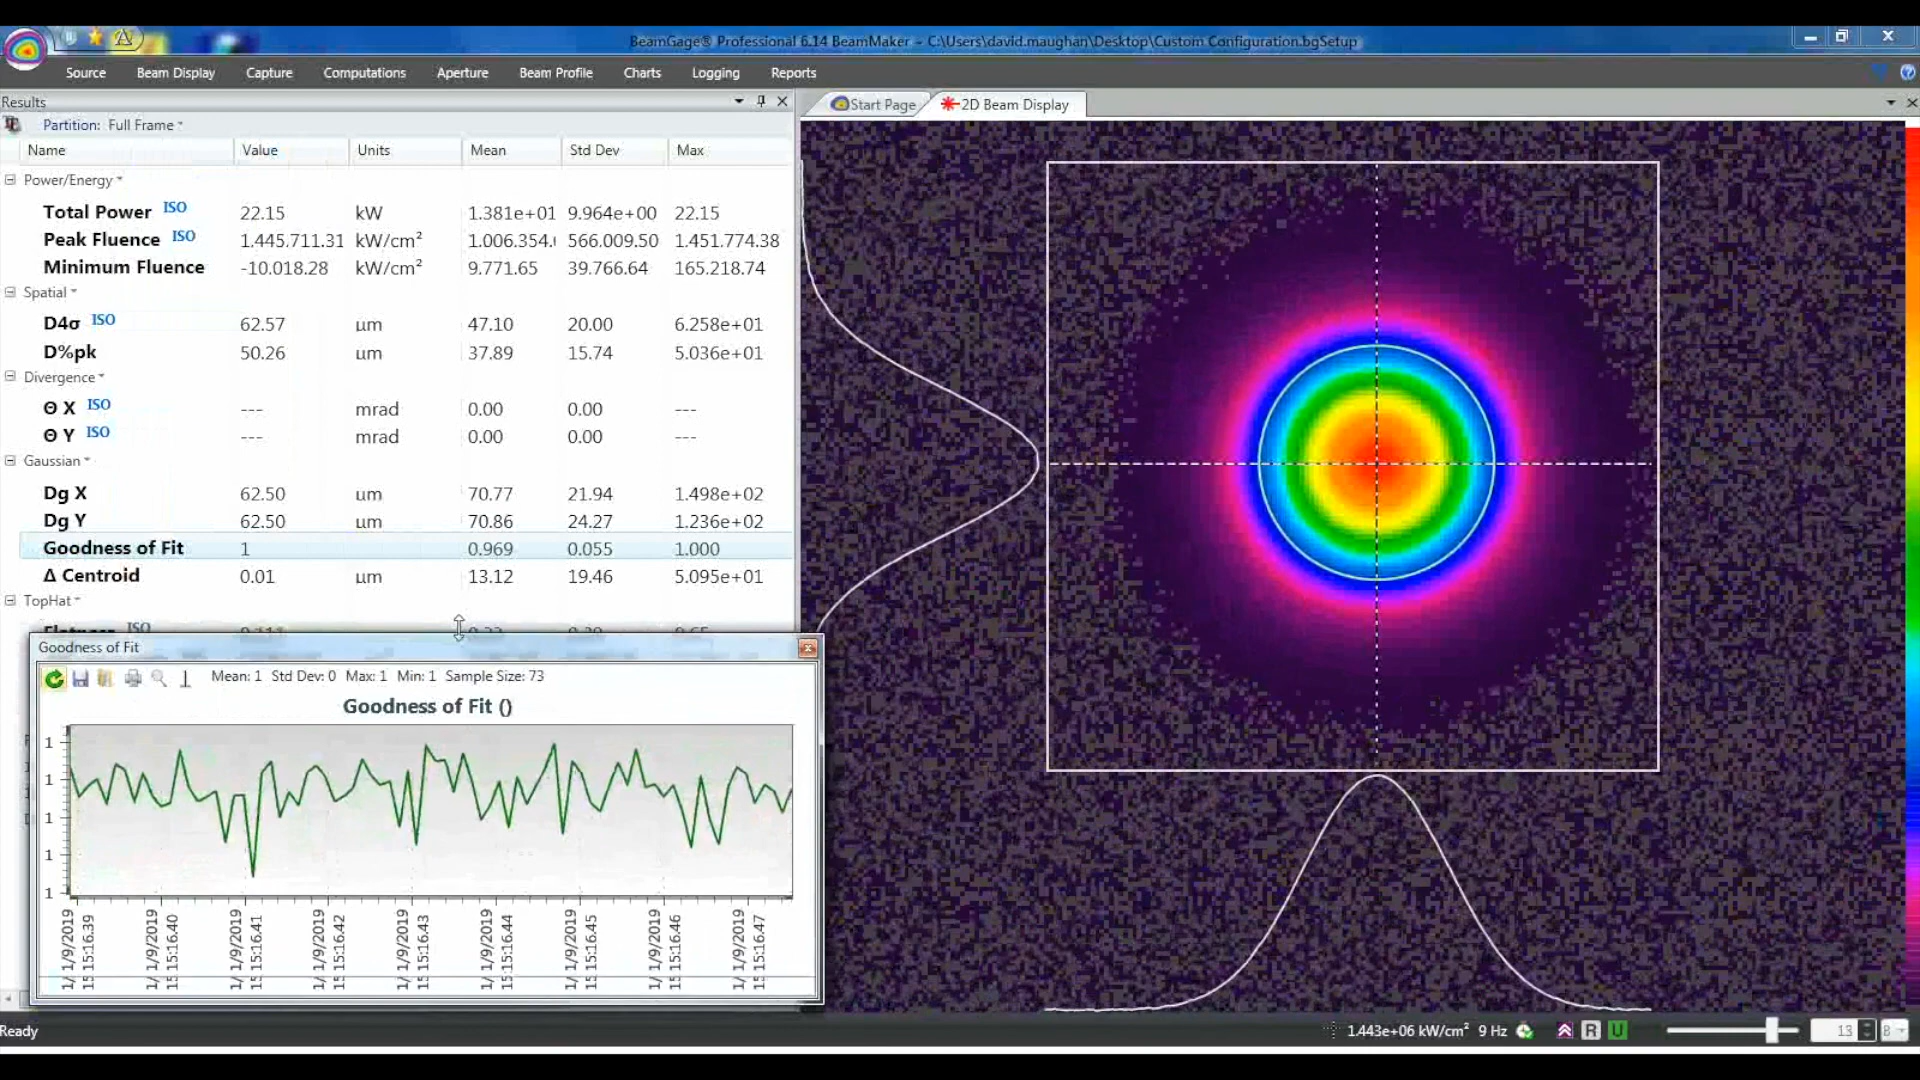 BeamGage® Professional 6.14 BeamMaker - C:\Users\david.maughan\Desktop\Custom Configuration.bgSetup
Source Beam Display Capture Computations Aperture Beam Profile Charts Logging Reports
Results
Start Page 2D Beam Display
Partition: Full Frame
Name Value Units Mean Std Dev Max
Power/Energy
Total Power ISO 22.15 kW 1.381e+01 9.964e+00 22.15
Peak Fluence ISO 1.445.711.31 kW/cm² 1.006.354.( 566.009.50 1.451.774.38
Minimum Fluence -10.018.28 kW/cm² 9.771.65 39.766.64 165.218.74
Spatial
D4σ ISO 62.57 µm 47.10 20.00 6.258e+01
D%pk 50.26 µm 37.89 15.74 5.036e+01
Divergence
Θ X ISO --- mrad 0.00 0.00 ---
Θ Y ISO --- mrad 0.00 0.00 ---
Gaussian
Dg X 62.50 µm 70.77 21.94 1.498e+02
Dg Y 62.50 µm 70.86 24.27 1.236e+02
Goodness of Fit 1 0.969 0.055 1.000
Δ Centroid 0.01 µm 13.12 19.46 5.095e+01
TopHat
Flatness ISO
Goodness of Fit
Mean: 1 Std Dev: 0 Max: 1 Min: 1 Sample Size: 73
Goodness of Fit ()
1
1
1
1
1
1/9/2019 15:16.39
1/9/2019 15:16.40
1/9/2019 15:16.41
1/9/2019 15:16.42
1/9/2019 15:16.43
1/9/2019 15:16.44
1/9/2019 15:16.45
1/9/2019 15:16.46
1/9/2019 15:16.47
Ready
1.443e+06 kW/cm² 9 Hz R U 13 B